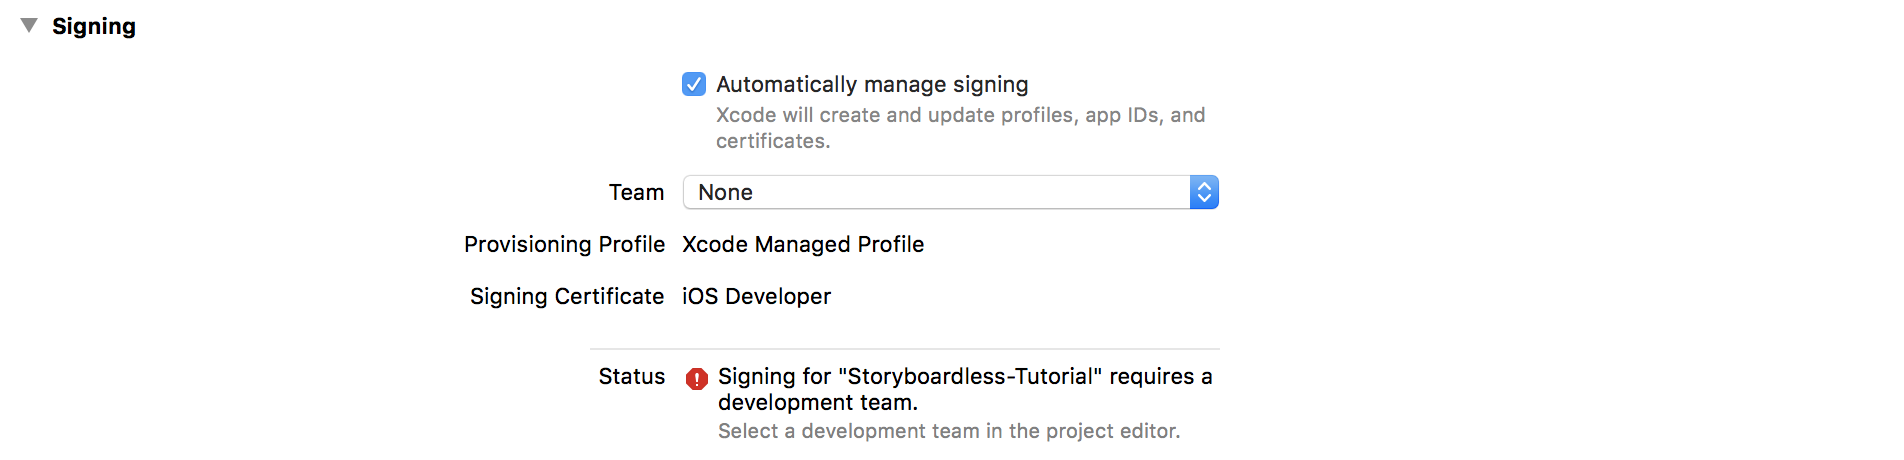 Signing
Automatically manage signing
Xcode will create and update profiles, app IDs, and
certificates.
Team None
Provisioning Profile Xcode Managed Profile
Signing Certificate iOS Developer
Status Signing for "Storyboardless-Tutorial" requires a
development team.
Select a development team in the project editor.